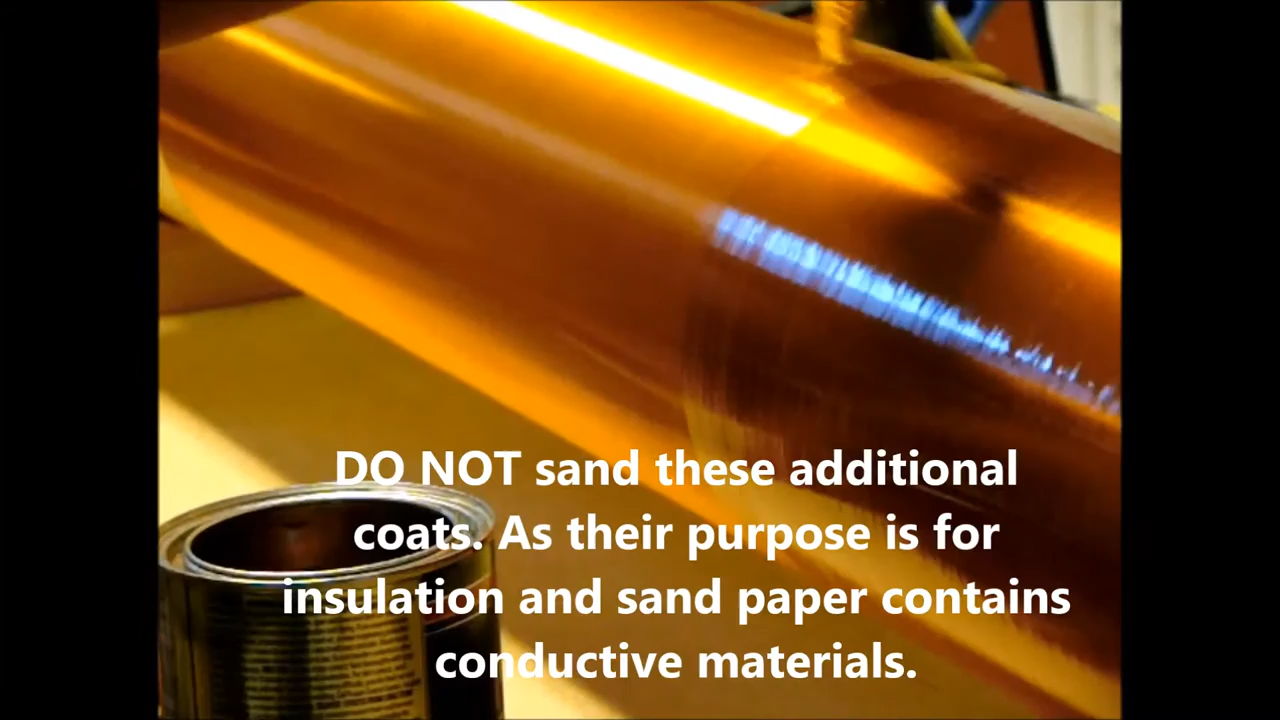 DO NOT sand these additional
coats. As their purpose is for
insulation and sand paper contains
conductive materials.